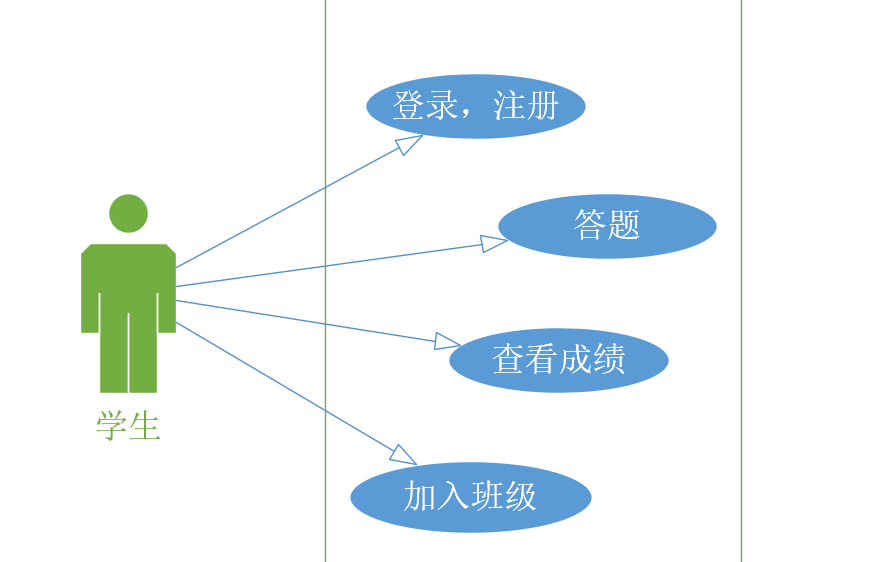 登录，注册
答题
查看成绩
学生
加入班级